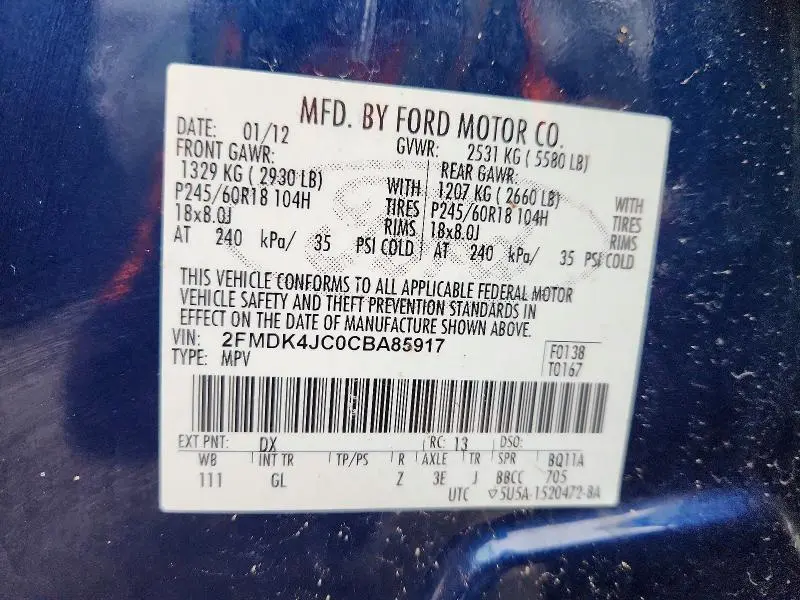 MFD. BY FORD MOTOR CO.
DATE: 01/12 GVWR: 2531 KG ( 5580 LB)
FRONT GAWR: REAR GAWR:
1329 KG ( 2930 LB) WITH 1207 KG ( 2660 LB) WITH
P245/60R18 104H TIRES P245/60R18 104H TIRES
18x8.0J RIMS 18x8.0J RIMS
AT 240 kPa/ 35 PSI COLD AT 240 kPa/ 35 PSI COLD
THIS VEHICLE CONFORMS TO ALL APPLICABLE FEDERAL MOTOR
VEHICLE SAFETY AND THEFT PREVENTION STANDARDS IN
EFFECT ON THE DATE OF MANUFACTURE SHOWN ABOVE.
VIN: 2FMDK4JC0CBA85917 F0138
TYPE: MPV T0167
EXT PNT: DX RC: 13 DSO:
WB INT TR TP/PS R AXLE TR SPR BQ11A
111 GL Z 3E J BBCC 705
UTC ▽5U5A-1520472-BA